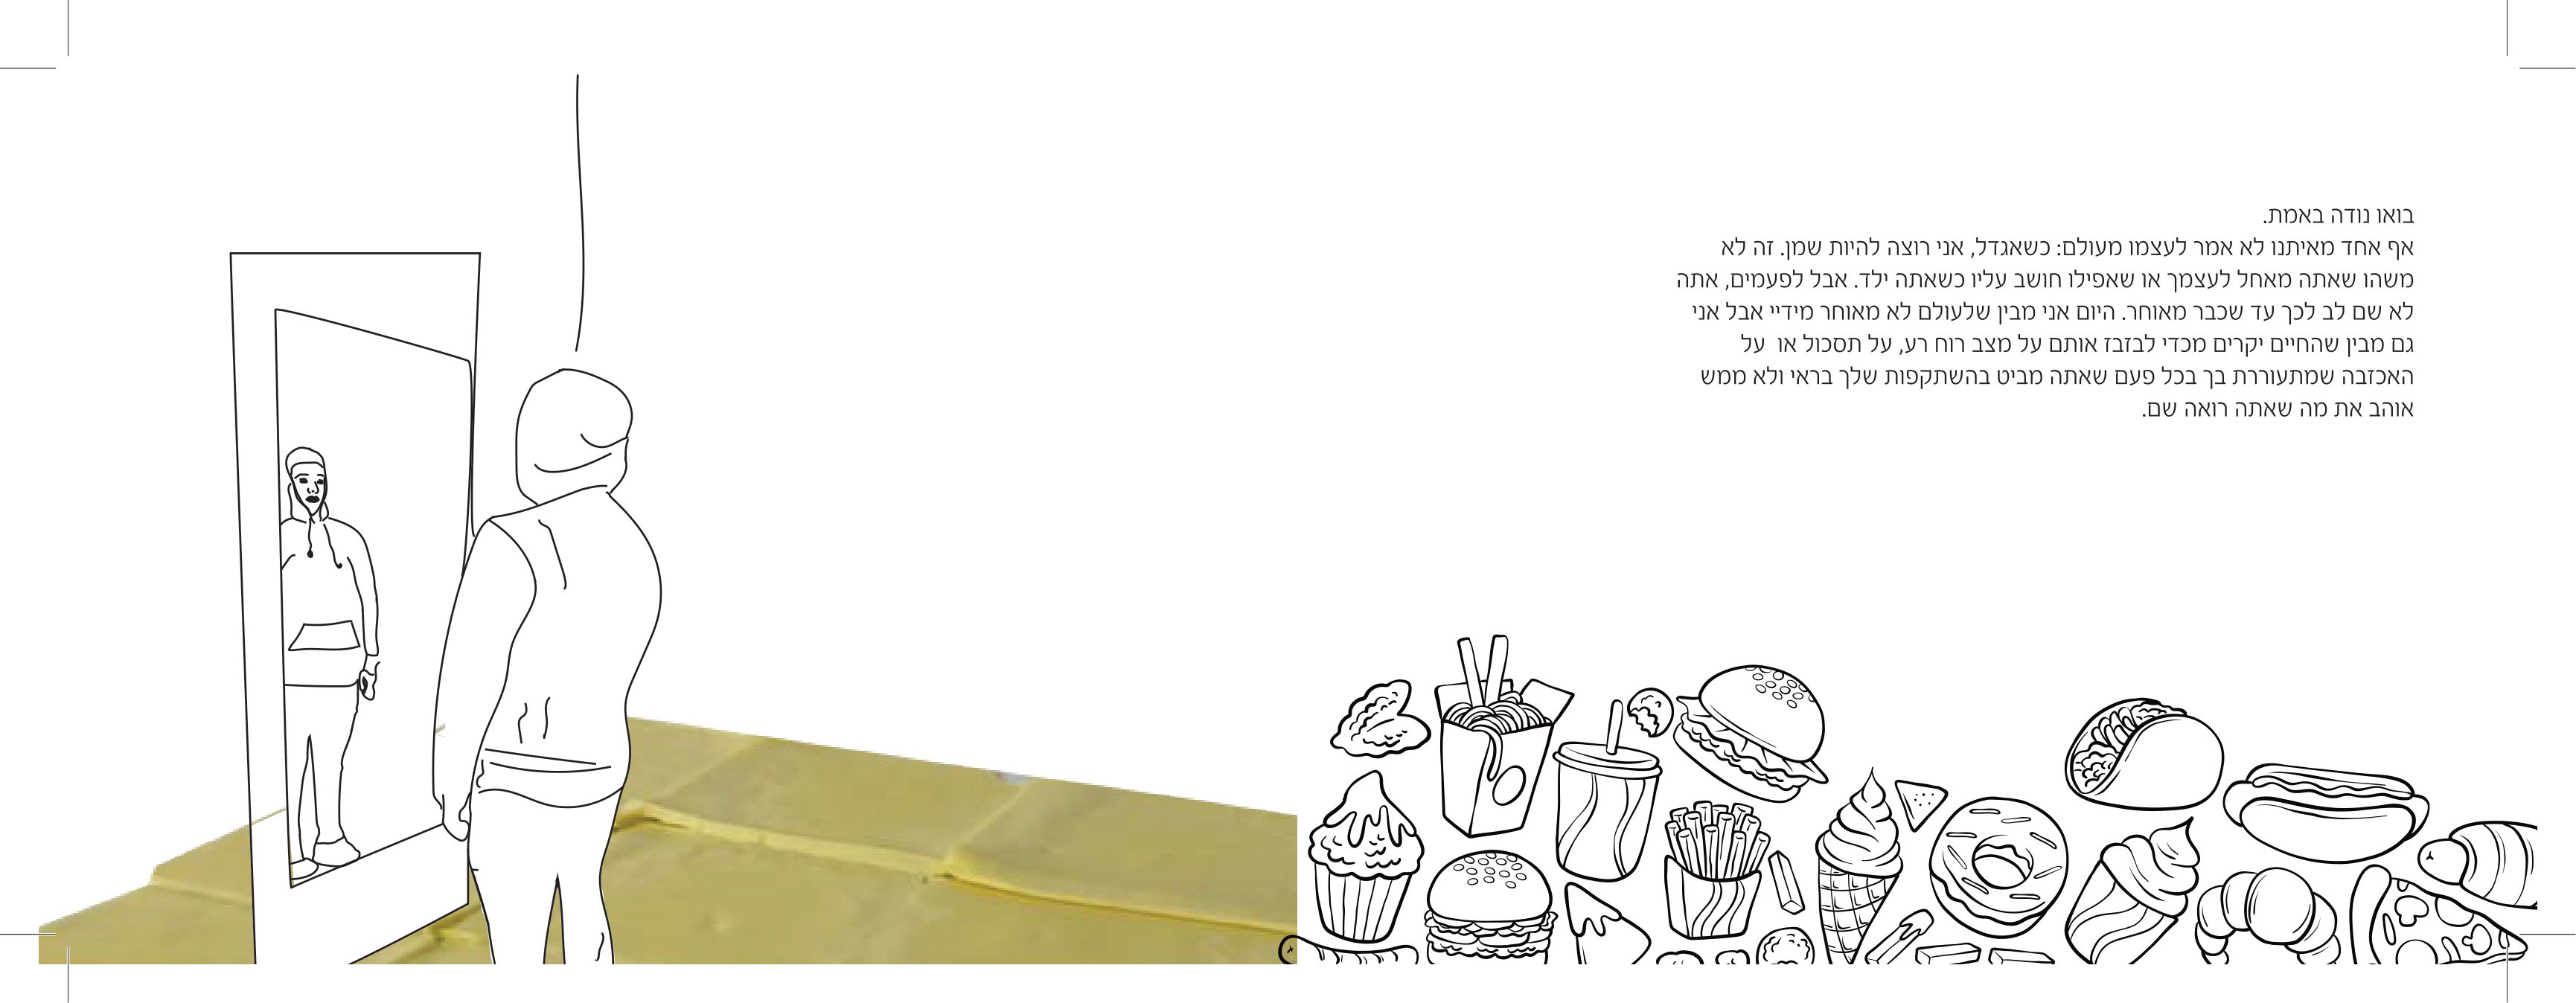 בואו נודה באמת.
אף אחד מאיתנו לא אמר לעצמו מעולם: כשאגדל, אני רוצה להיות שמן. זה לא
משהו שאתה מאחל לעצמך או שאפילו חושב עליו כשאתה ילד. אבל לפעמים, אתה
לא שם לב לכך עד שכבר מאוחר. היום אני מבין שלעולם לא מאוחר מידיי אבל אני
גם מבין שהחיים יקרים מכדי לבזבז אותם על מצב רוח רע, על תסכול או  על
האכזבה שמתעוררת בך בכל פעם שאתה מביט בהשתקפות שלך בראי ולא ממש
אוהב את מה שאתה רואה שם.